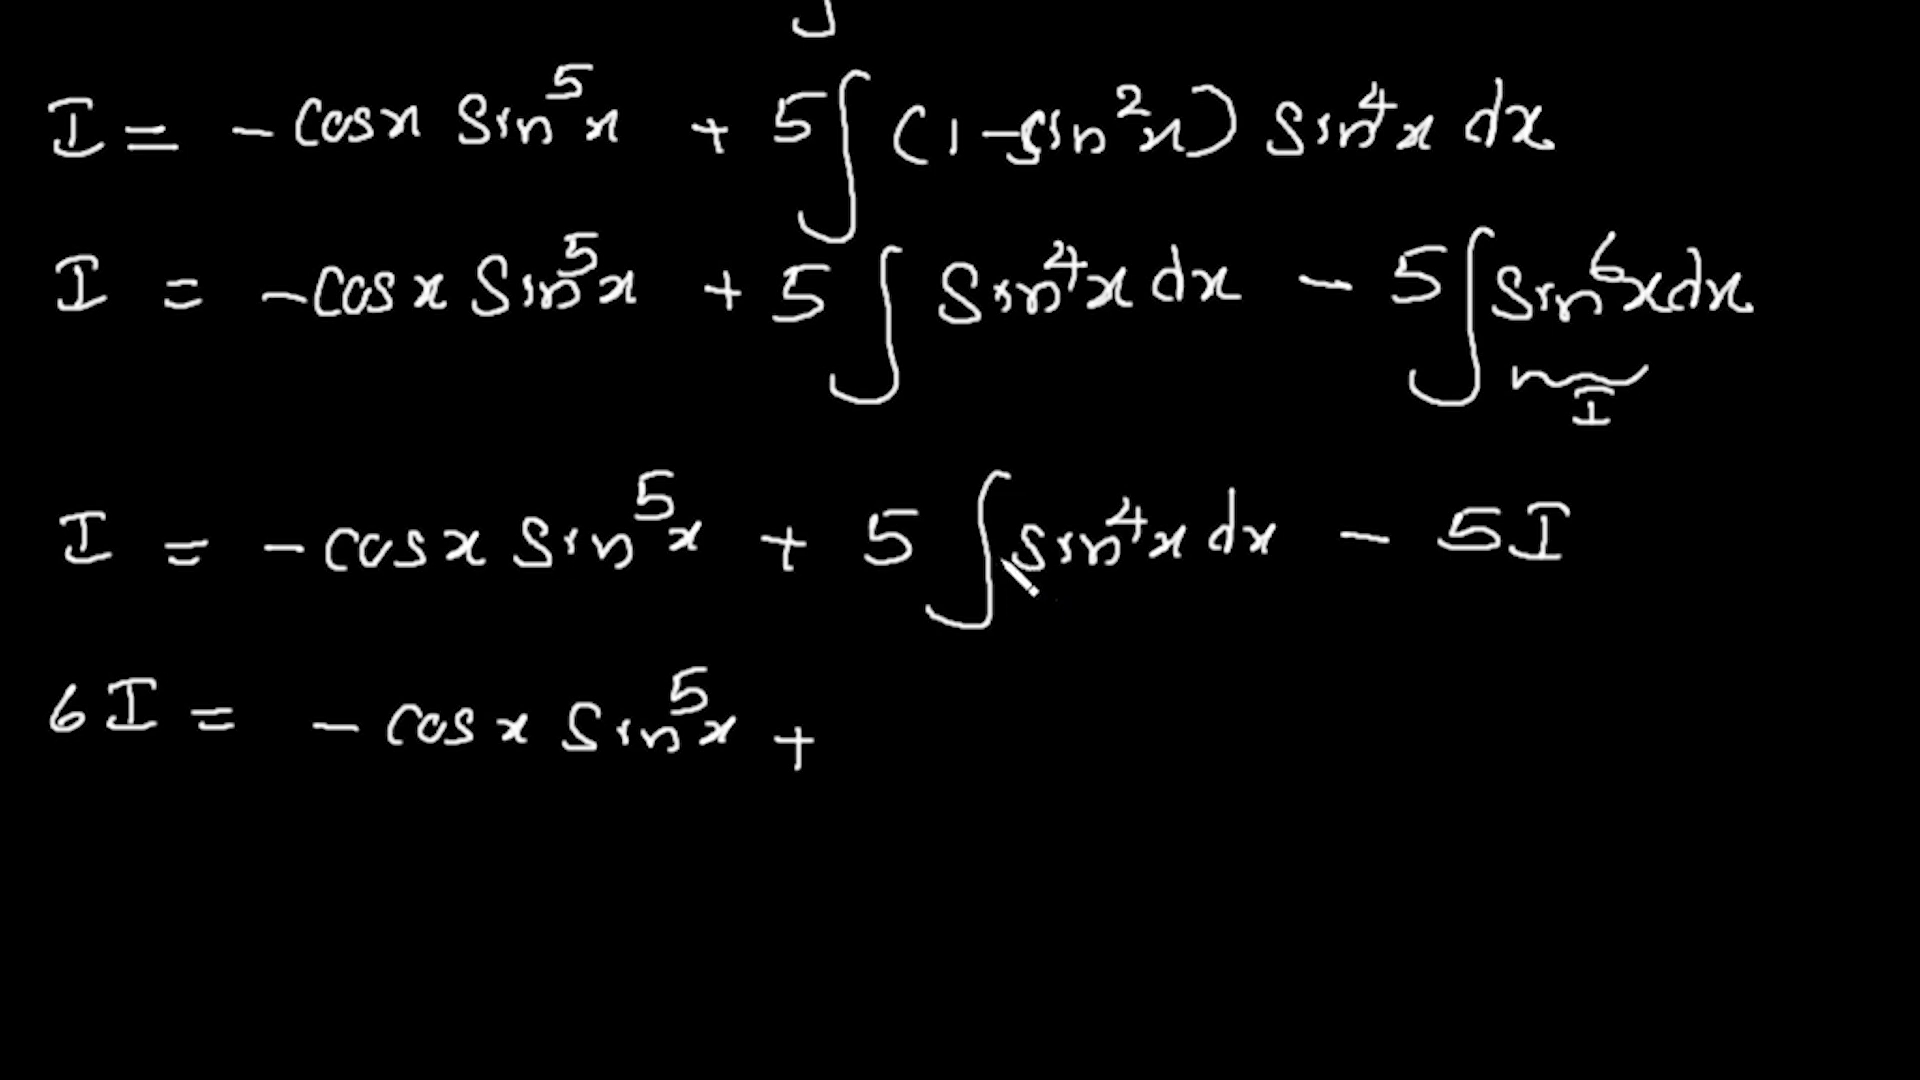 I = - cosx sin⁵x + 5∫(1-sin²x) sin⁴x dx
I = -cosx sin⁵x + 5∫ sin⁴x dx - 5∫sin⁶x dx
I
I = -cosx sin⁵x + 5∫sin⁴x dx - 5I
6I = - cosx sin⁵x +